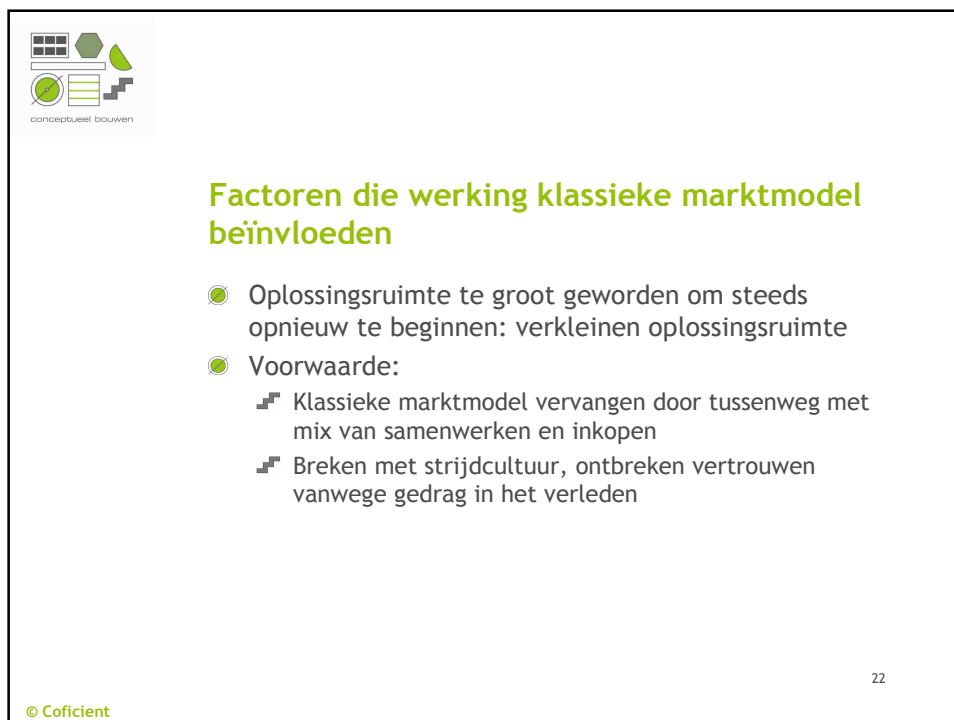 conceptueel bouwen
Factoren die werking klassieke marktmodel
beïnvloeden
Oplossingsruimte te groot geworden om steeds
opnieuw te beginnen: verkleinen oplossingsruimte
Voorwaarde:
Klassieke marktmodel vervangen door tussenweg met
mix van samenwerken en inkopen
Breken met strijdcultuur, ontbreken vertrouwen
vanwege gedrag in het verleden
22
© Coficient